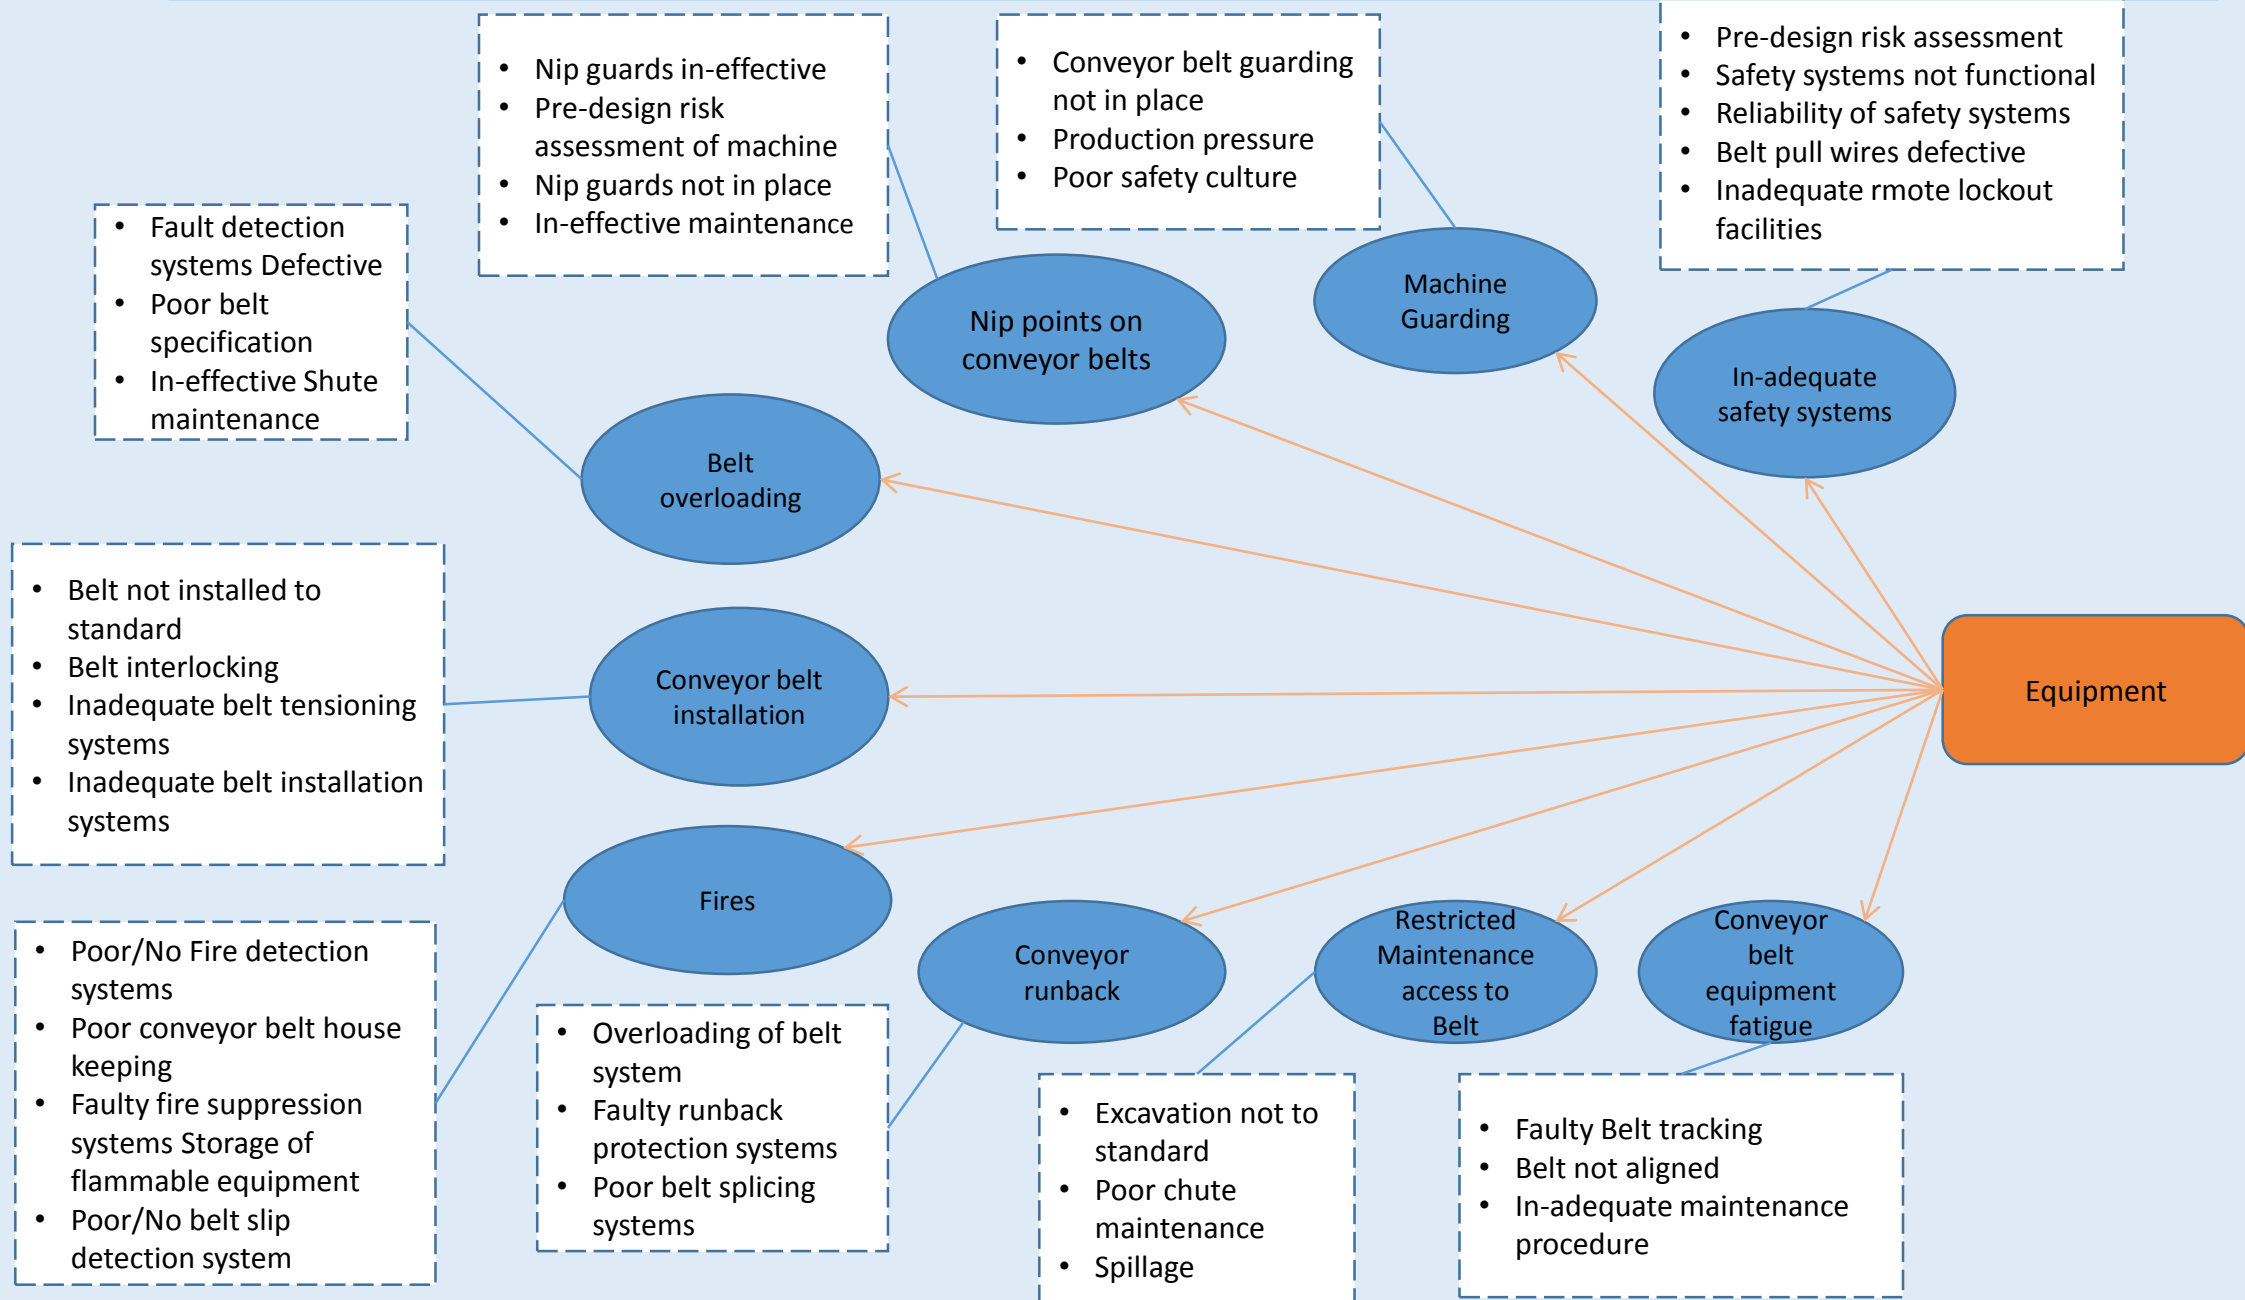 • Nip guards in-effective
• Pre-design risk
assessment of machine
• Nip guards not in place
• In-effective maintenance
• Conveyor belt guarding
not in place
• Production pressure
• Poor safety culture
• Pre-design risk assessment
• Safety systems not functional
• Reliability of safety systems
• Belt pull wires defective
• Inadequate rmote lockout
facilities
• Fault detection
systems Defective
• Poor belt
specification
• In-effective Shute
maintenance
Nip points on
conveyor belts
Machine
Guarding
In-adequate
safety systems
Belt
overloading
• Belt not installed to
standard
• Belt interlocking
• Inadequate belt tensioning
systems
• Inadequate belt installation
systems
Conveyor belt
installation
Equipment
Fires
Conveyor
runback
Restricted
Maintenance
access to
Belt
Conveyor
belt
equipment
fatigue
• Poor/No Fire detection
systems
• Poor conveyor belt house
keeping
• Faulty fire suppression
systems Storage of
flammable equipment
• Poor/No belt slip
detection system
• Overloading of belt
system
• Faulty runback
protection systems
• Poor belt splicing
systems
• Excavation not to
standard
• Poor chute
maintenance
• Spillage
• Faulty Belt tracking
• Belt not aligned
• In-adequate maintenance
procedure